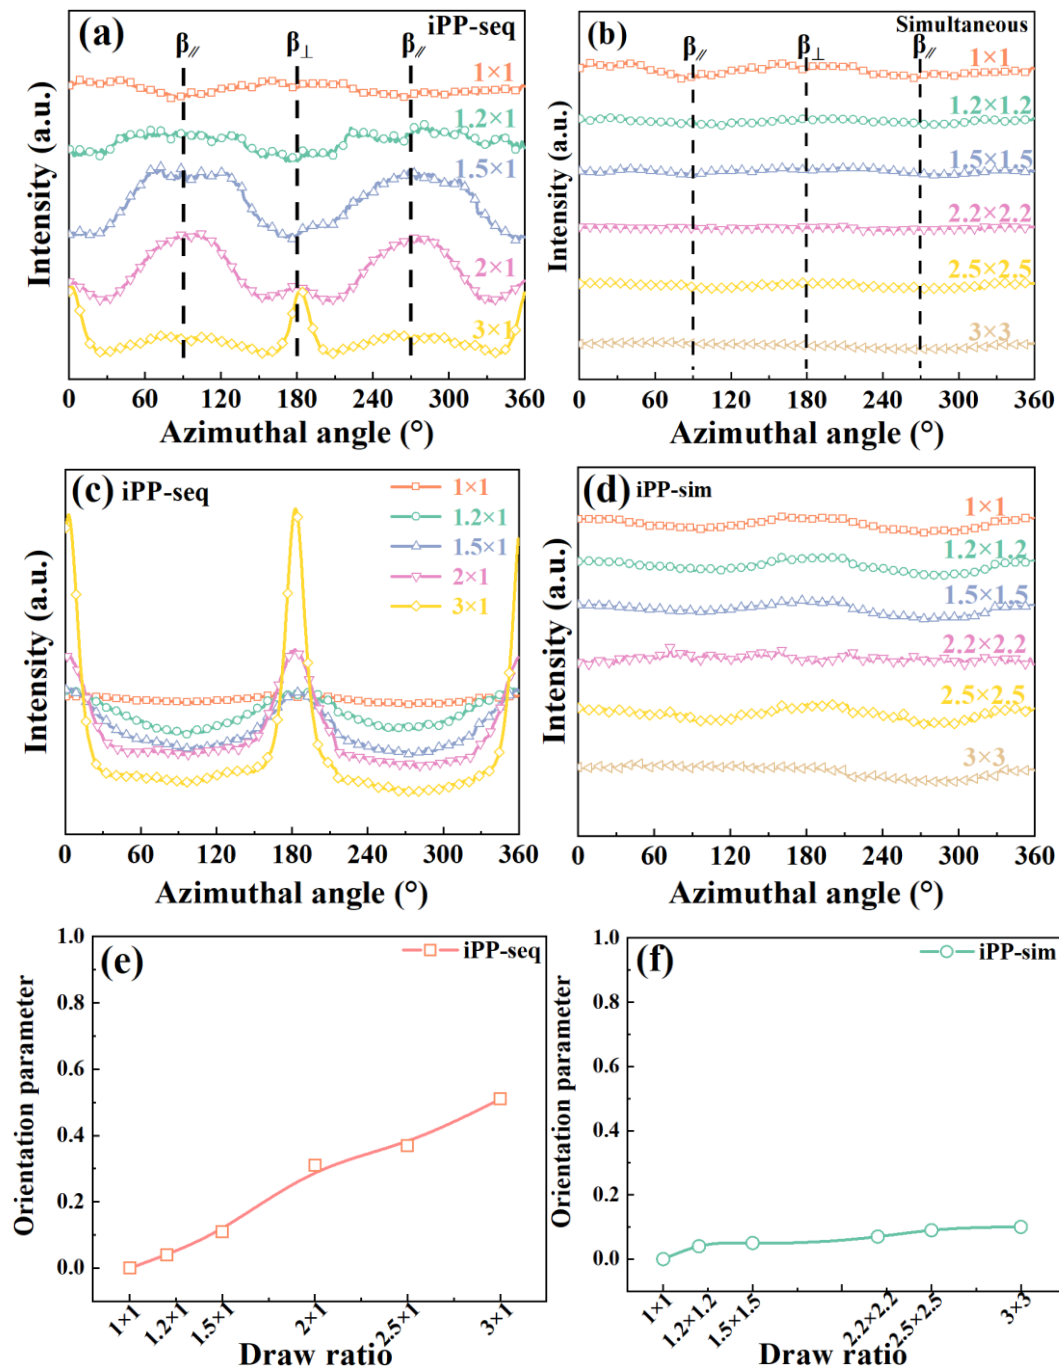 (a) iPP-seq
β// β⊥ β//
1×1
1.2×1
1.5×1
2×1
3×1
Intensity (a.u.)
0 60 120 180 240 300 360
Azimuthal angle (°)
(b) Simultaneous
β// β⊥ β//
1×1
1.2×1.2
1.5×1.5
2.2×2.2
2.5×2.5
3×3
Intensity (a.u.)
0 60 120 180 240 300 360
Azimuthal angle (°)
(c) iPP-seq
1×1
1.2×1
1.5×1
2×1
3×1
Intensity (a.u.)
0 60 120 180 240 300 360
Azimuthal angle (°)
(d) iPP-sim
1×1
1.2×1.2
1.5×1.5
2.2×2.2
2.5×2.5
3×3
Intensity (a.u.)
0 60 120 180 240 300 360
Azimuthal angle (°)
(e) iPP-seq
1.0
0.8
0.6
0.4
0.2
0.0
Orientation parameter
1×1 1.2×1 1.5×1 2×1 2.5×1 3×1
Draw ratio
(f) iPP-sim
1.0
0.8
0.6
0.4
0.2
0.0
Orientation parameter
1×1 1.2×1.2 1.5×1.5 2.2×2.2 2.5×2.5 3×3
Draw ratio